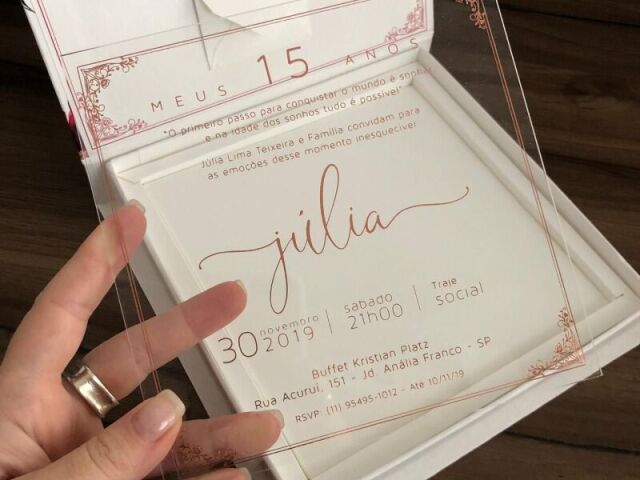 MEUS 15 ANOS
"O primeiro passo para conquistar o mundo é sonhar
e na idade dos sonhos tudo é possível"
Júlia Lima Teixeira e Família convidam para
as emoções desse momento inesquecível
júlia
30 novembro 2019 | sábado 21h00 | Traje social
Buffet Kristian Platz
Rua Acuruí, 151 - Jd. Anália Franco - SP
RSVP: (11) 95495-1012 - Até 10/11/19